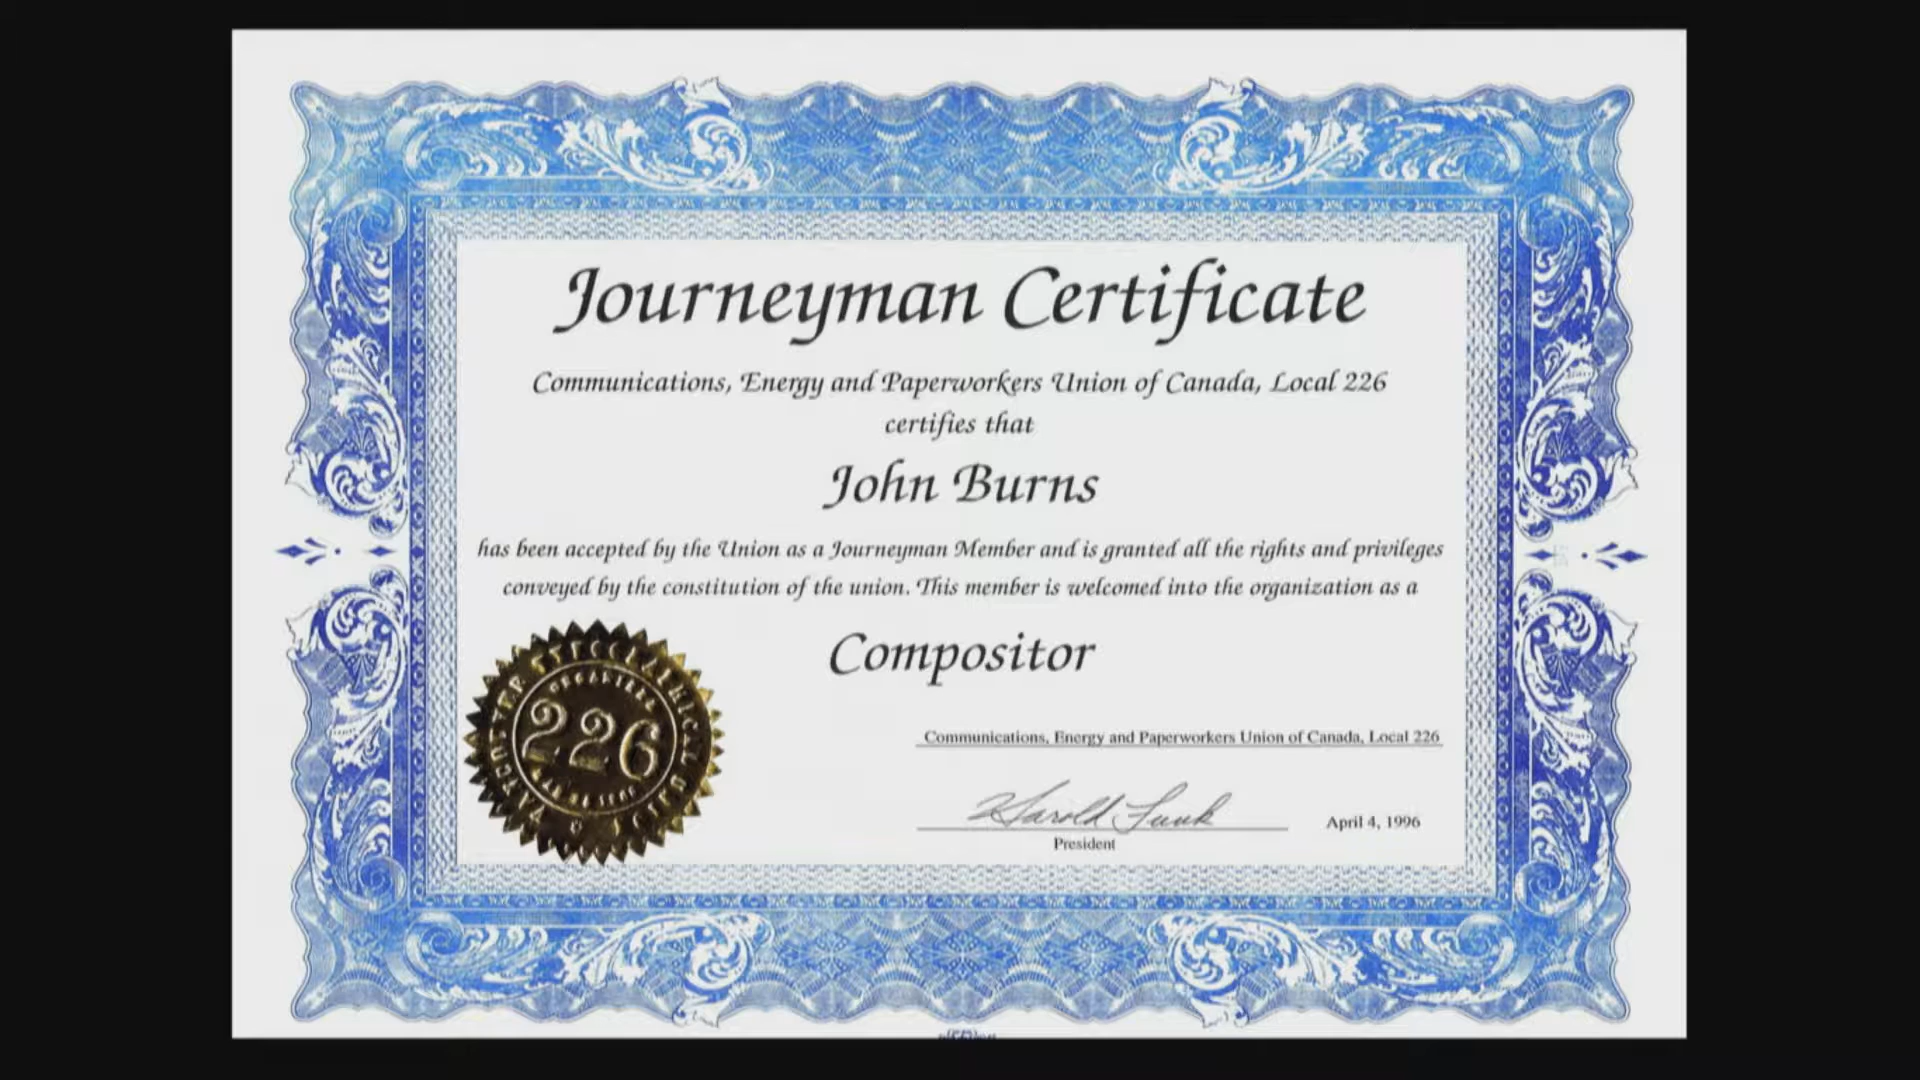 Journeyman Certificate
Communications, Energy and Paperworkers Union of Canada, Local 226
certifies that
John Burns
has been accepted by the Union as a Journeyman Member and is granted all the rights and privileges
conveyed by the constitution of the union. This member is welcomed into the organization as a
Compositor
226
Communications, Energy and Paperworkers Union of Canada, Local 226
Harold Funk
April 4, 1996
President